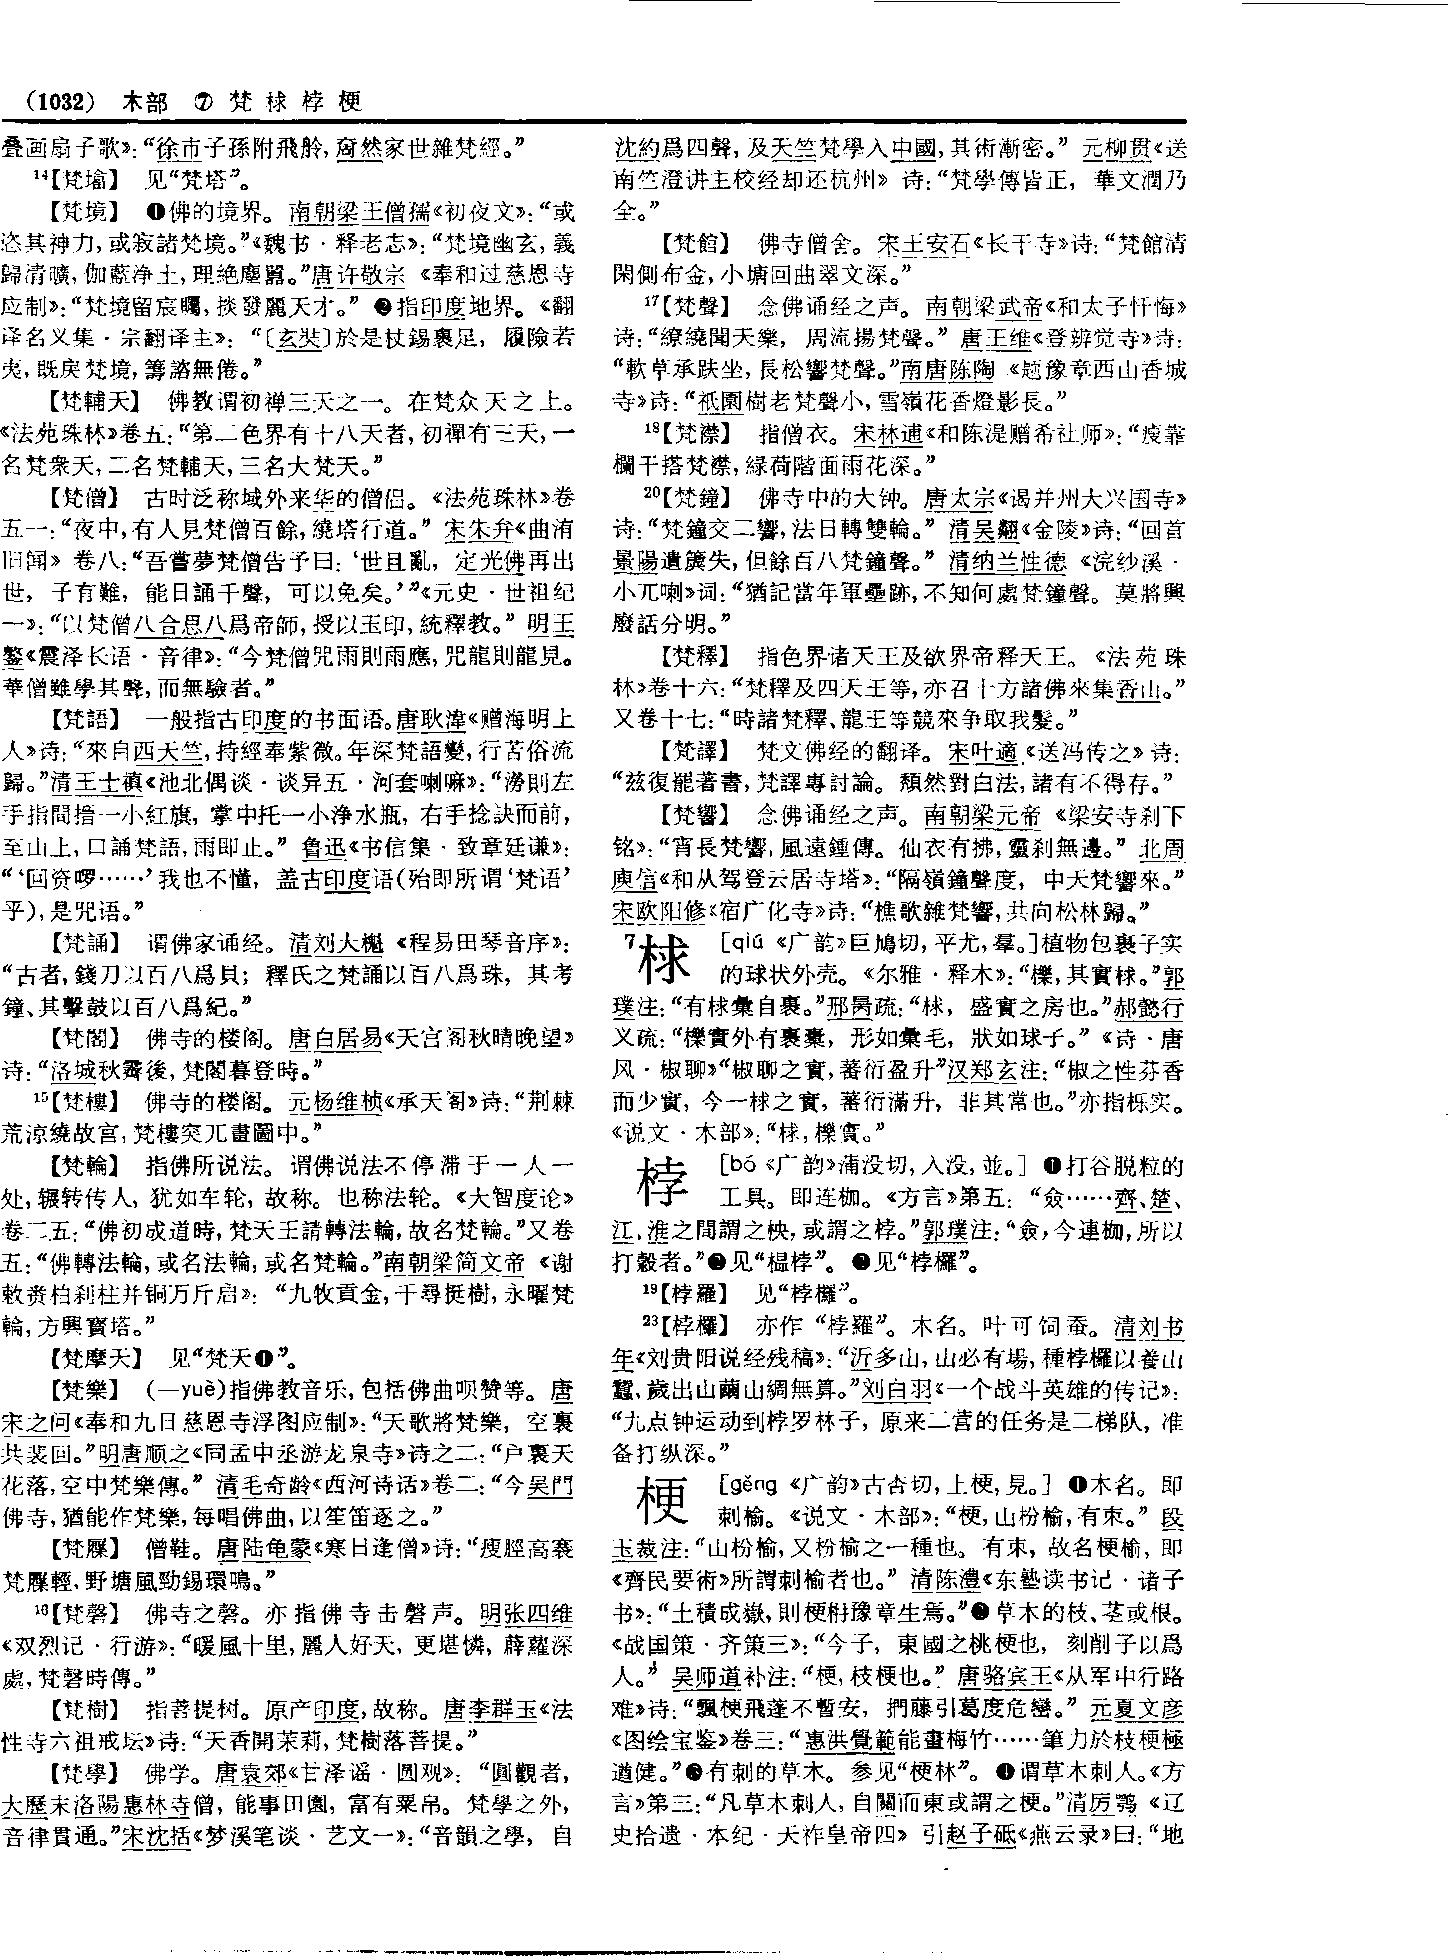 (1032) 木部 ⑦ 梵梂桲梗
叠画扇子歌》：“徐市子孫附飛舲，奝然家世雜梵經。”
14【梵墖】 见“梵塔”。
【梵境】 ❶佛的境界。南朝梁王僧孺《初夜文》：“或
恣其神力，或寂諸梵境。”《魏书·释老志》：“梵境幽玄，義
歸清曠，伽藍净土，理絶塵囂。”唐许敬宗《奉和过慈恩寺
应制》：“梵境留宸矚，掞發麗天才。” ❷指印度地界。《翻
译名义集·宗翻译主》：“〔玄奘〕於是杖錫裹足，履險若
夷，既戾梵境，籌諮無倦。”
【梵輔天】 佛教谓初禅三天之一。在梵众天之上。
《法苑珠林》卷五：“第二色界有十八天者，初禪有三天，一
名梵衆天，二名梵輔天，三名大梵天。”
【梵僧】 古时泛称域外来华的僧侣。《法苑珠林》卷
五一：“夜中，有人見梵僧百餘，繞塔行道。” 宋朱弁《曲洧
旧闻》卷八：“吾嘗夢梵僧告予曰：‘世且亂，定光佛再出
世，子有難，能日誦千聲，可以免矣。’”《元史·世祖纪
一》：“以梵僧八合思八爲帝師，授以玉印，統釋教。” 明王
鏊《震泽长语·音律》：“今梵僧咒雨則雨應，咒龍則龍見。
華僧雖學其聲，而無驗者。”
【梵語】 一般指古印度的书面语。唐耿湋《赠海明上
人》诗：“來自西天竺，持經奉紫微。年深梵語變，行苦俗流
歸。”清王士禛《池北偶谈·谈异五·河套喇嘛》：“澇則左
手指間搢一小紅旗，掌中托一小净水瓶，右手捻訣而前，
至山上，口誦梵語，雨即止。” 鲁迅《书信集·致章廷谦》：
“‘回资啰……’我也不懂，盖古印度语（殆即所谓‘梵语’
乎），是咒语。”
【梵誦】 谓佛家诵经。清刘大櫆《程易田琴音序》：
“古者，錢刀以百八爲貝；釋氏之梵誦以百八爲珠，其考
鐘、其擊鼓以百八爲紀。”
【梵閣】 佛寺的楼阁。唐白居易《天宫阁秋晴晚望》
诗：“洛城秋霽後，梵閣暮登時。”
15【梵樓】 佛寺的楼阁。元杨维桢《承天阁》诗：“荆棘
荒涼繞故宫，梵樓突兀畫圖中。”
【梵輪】 指佛所说法。谓佛说法不停滞于一人一
处，辗转传人，犹如车轮，故称。也称法轮。《大智度论》
卷二五：“佛初成道時，梵天王請轉法輪，故名梵輪。”又卷
五：“佛轉法輪，或名法輪，或名梵輪。”南朝梁简文帝《谢
敕赉柏刹柱并铜万斤启》：“九牧貢金，千尋挺樹，永曜梵
輪，方興寳塔。”
【梵摩天】 见“梵天❶”。
【梵樂】 （—yuè）指佛教音乐，包括佛曲呗赞等。唐
宋之问《奉和九日慈恩寺浮图应制》：“天歌將梵樂，空裏
共裴回。”明唐顺之《同孟中丞游龙泉寺》诗之二：“户裏天
花落，空中梵樂傳。” 清毛奇龄《西河诗话》卷二：“今吴門
佛寺，猶能作梵樂，每唱佛曲，以笙笛逐之。”
【梵屧】 僧鞋。唐陆龟蒙《寒日逢僧》诗：“瘦脛高褰
梵屧輕，野塘風勁錫環鳴。”
16【梵磬】 佛寺之磬。亦指佛寺击磬声。明张四维
《双烈记·行游》：“暖風十里，麗人好天，更堪憐，薜蘿深
處，梵磬時傳。”
【梵樹】 指菩提树。原产印度，故称。唐李群玉《法
性寺六祖戒坛》诗：“天香開茉莉，梵樹落菩提。”
【梵學】 佛学。唐袁郊《甘泽谣·圆观》：“圓觀者，
大歷末洛陽惠林寺僧，能事田園，富有粟帛。梵學之外，
音律貫通。”宋沈括《梦溪笔谈·艺文一》：“音韻之學，自
沈約爲四聲，及天竺梵學入中國，其術漸密。” 元柳贯《送
南竺澄讲主校经却还杭州》诗：“梵學傳皆正，華文潤乃
全。”
【梵館】 佛寺僧舍。宋王安石《长干寺》诗：“梵館清
閑側布金，小塘回曲翠文深。”
17【梵聲】 念佛诵经之声。南朝梁武帝《和太子忏悔》
诗：“繚繞聞天樂，周流揚梵聲。” 唐王维《登辨觉寺》诗：
“軟草承趺坐，長松響梵聲。”南唐陈陶《题豫章西山香城
寺》诗：“祇園樹老梵聲小，雪嶺花香燈影長。”
18【梵襟】 指僧衣。宋林逋《和陈湜赠希社师》：“瘦靠
欄干搭梵襟，緑荷階面雨花深。”
20【梵鐘】 佛寺中的大钟。唐太宗《谒并州大兴国寺》
诗：“梵鐘交二響，法日轉雙輪。” 清吴翿《金陵》诗：“回首
景陽遺簴失，但餘百八梵鐘聲。” 清纳兰性德《浣纱溪·
小兀喇》词：“猶記當年軍壘跡，不知何處梵鐘聲。莫將興
廢話分明。”
【梵釋】 指色界诸天王及欲界帝释天王。《法苑珠
林》卷十六：“梵釋及四天王等，亦召十方諸佛來集香山。”
又卷十七：“時諸梵釋、龍王等競來争取我髮。”
【梵譯】 梵文佛经的翻译。宋叶適《送冯传之》诗：
“兹復罷著書，梵譯專討論。頽然對白法，諸有不得存。”
【梵響】 念佛诵经之声。南朝梁元帝《梁安寺刹下
铭》：“宵長梵響，風遠鍾傳。仙衣有拂，靈刹無邊。” 北周
庾信《和从驾登云居寺塔》：“隔嶺鐘聲度，中天梵響來。”
宋欧阳修《宿广化寺》诗：“樵歌雜梵響，共向松林歸。”
7梂 ［qiú《广韵》巨鳩切，平尤，羣。］植物包裹子实
的球状外壳。《尔雅·释木》：“櫟，其實梂。”郭
璞注：“有梂彙自裹。”邢昺疏：“梂，盛實之房也。”郝懿行
义疏：“櫟實外有裹橐，形如彙毛，狀如球子。”《诗·唐
风·椒聊》“椒聊之實，蕃衍盈升”汉郑玄注：“椒之性芬香
而少實，今一梂之實，蕃衍滿升，非其常也。”亦指栎实。
《说文·木部》：“梂，櫟實。”
桲 ［bó《广韵》蒲没切，入没，並。］ ❶打谷脱粒的
工具。即连枷。《方言》第五：“僉……齊、楚、
江、淮之間謂之柍，或謂之桲。”郭璞注：“僉，今連枷，所以
打穀者。”❷见“榅桲”。 ❸见“桲欏”。
19【桲羅】 见“桲欏”。
23【桲欏】 亦作“桲羅”。木名。叶可饲蚕。清刘书
年《刘贵阳说经残稿》：“沂多山，山必有場，種桲欏以養山
蠶，歲出山繭山綢無算。”刘白羽《一个战斗英雄的传记》：
“九点钟运动到桲罗林子，原来二营的任务是二梯队，准
备打纵深。”
梗 ［gěng《广韵》古杏切，上梗，見。］ ❶木名。即
刺榆。《说文·木部》：“梗，山枌榆，有朿。” 段
玉裁注：“山枌榆，又枌榆之一種也。有朿，故名梗榆，即
《齊民要術》所謂刺榆者也。” 清陈澧《东塾读书记·诸子
书》：“土積成嶽，則梗枏豫章生焉。”❷草木的枝、茎或根。
《战国策·齐策三》：“今子，東國之桃梗也，刻削子以爲
人。” 吴师道补注：“梗，枝梗也。” 唐骆宾王《从军中行路
难》诗：“飄梗飛蓬不暫安，捫藤引葛度危巒。” 元夏文彦
《图绘宝鉴》卷三：“惠洪覺範能畫梅竹……筆力於枝梗極
遒健。”❸有刺的草木。参见“梗林”。 ❹谓草木刺人。《方
言》第三：“凡草木刺人，自關而東或謂之梗。”清厉鹗《辽
史拾遗·本纪·天祚皇帝四》引赵子砥《燕云录》曰：“地